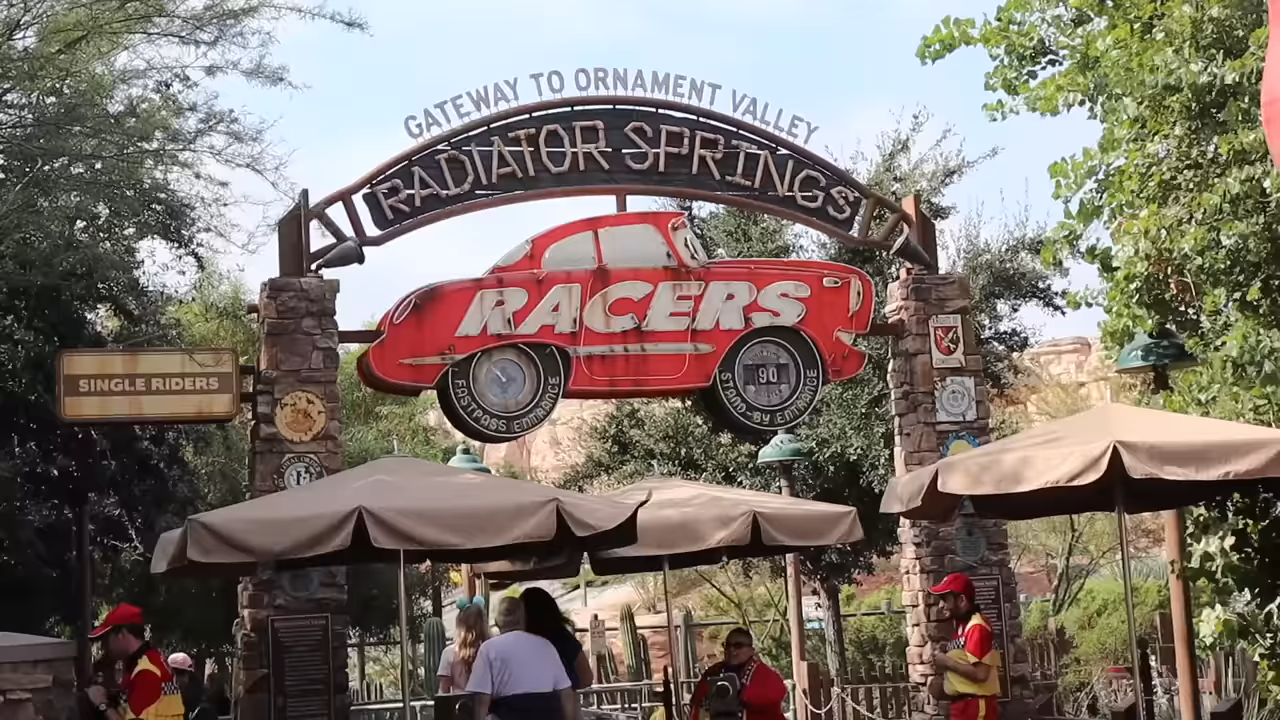 GATEWAY TO ORNAMENT VALLEY
RADIATOR SPRINGS
RACERS
SINGLE RIDERS
FASTPASS ENTRANCE
90
STAND-BY ENTRANCE